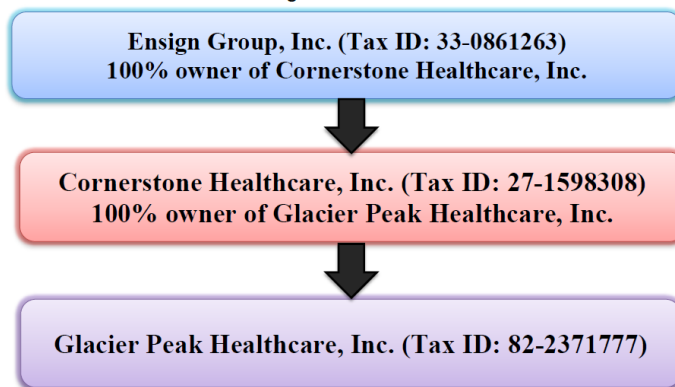 Ensign Group, Inc. (Tax ID: 33-0861263)
100% owner of Cornerstone Healthcare, Inc.
Cornerstone Healthcare, Inc. (Tax ID: 27-1598308)
100% owner of Glacier Peak Healthcare, Inc.
Glacier Peak Healthcare, Inc. (Tax ID: 82-2371777)